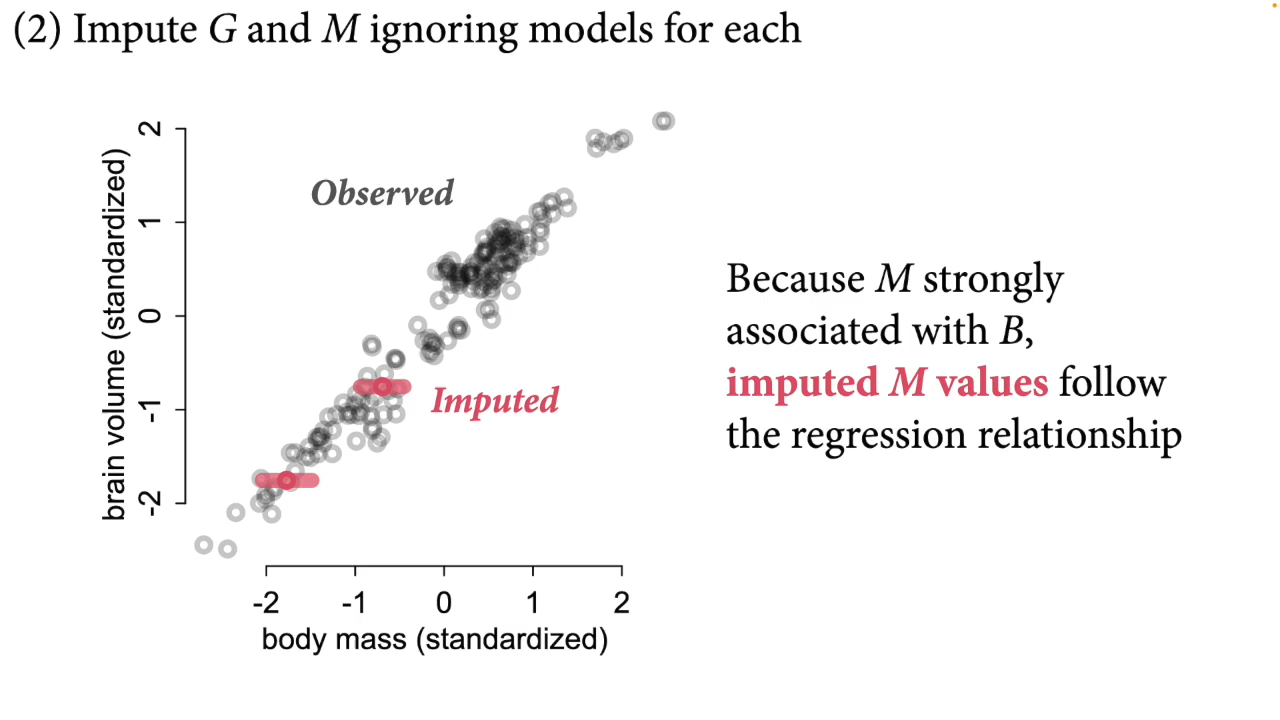 (2) Impute G and M ignoring models for each
Observed
Imputed
brain volume (standardized)
2
1
0
-1
-2
-2 -1 0 1 2
body mass (standardized)
Because M strongly
associated with B,
imputed M values follow
the regression relationship